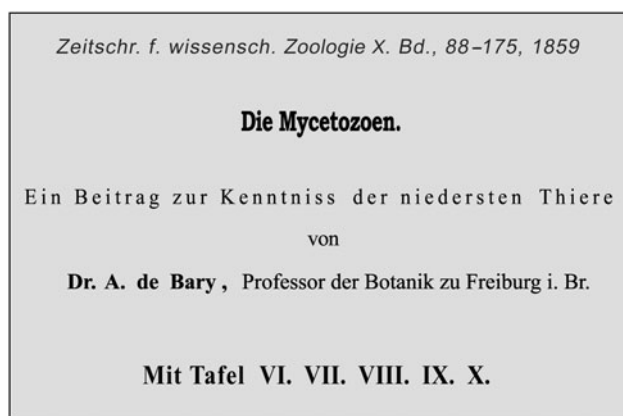 Zeitschr. f. wissensch. Zoologie X. Bd., 88–175, 1859
Die Mycetozoen.
Ein Beitrag zur Kenntniss der niedersten Thiere
von
Dr. A. de Bary, Professor der Botanik zu Freiburg i. Br.
Mit Tafel VI. VII. VIII. IX. X.